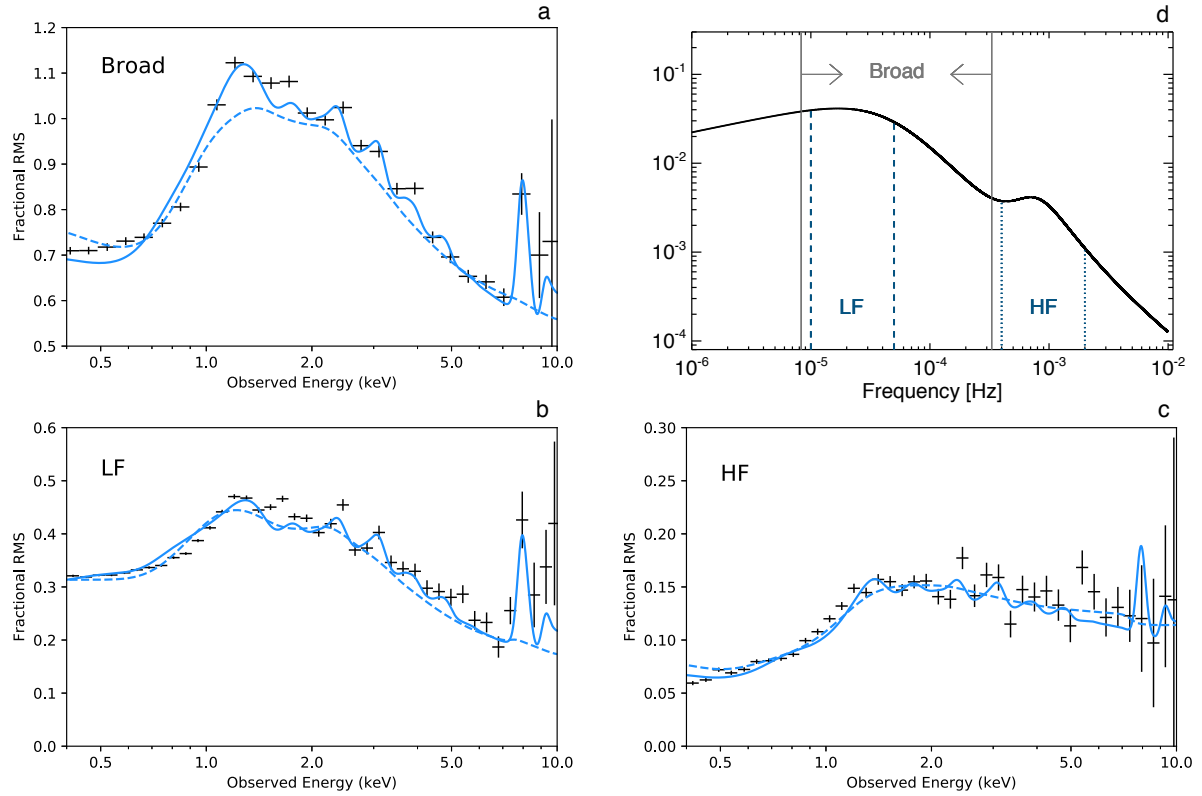 a
Broad
Fractional RMS
1.2
1.1
1.0
0.9
0.8
0.7
0.6
0.5
0.5
1.0
2.0
5.0
10.0
Observed Energy (keV)
d
Broad
10⁻¹
10⁻²
10⁻³
10⁻⁴
LF
HF
10⁻⁶
10⁻⁵
10⁻⁴
10⁻³
10⁻²
Frequency [Hz]
b
LF
Fractional RMS
0.6
0.5
0.4
0.3
0.2
0.1
0.0
0.5
1.0
2.0
5.0
10.0
Observed Energy (keV)
c
HF
Fractional RMS
0.30
0.25
0.20
0.15
0.10
0.05
0.00
0.5
1.0
2.0
5.0
10.0
Observed Energy (keV)